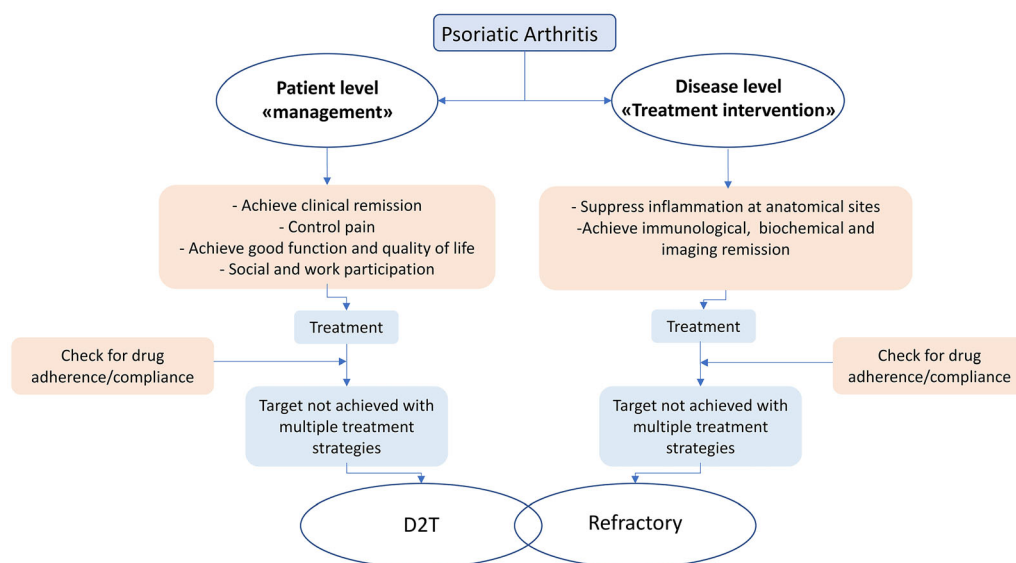 Psoriatic Arthritis
Patient level
«management»
Disease level
«Treatment intervention»
- Achieve clinical remission
- Control pain
- Achieve good function and quality of life
- Social and work participation
- Suppress inflammation at anatomical sites
-Achieve immunological, biochemical and
imaging remission
Treatment
Treatment
Check for drug
adherence/compliance
Check for drug
adherence/compliance
Target not achieved with
multiple treatment
strategies
Target not achieved with
multiple treatment
strategies
D2T
Refractory